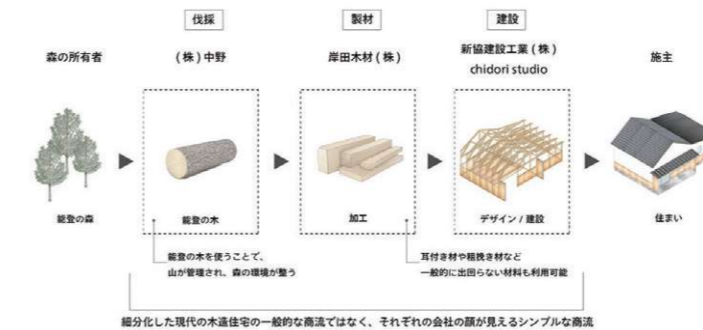 伐採
製材
建設
森の所有者
(株)中野
岸田木材(株)
新協建設工業(株)
chidori studio
施主
能登の森
能登の木
加工
デザイン / 建設
住まい
能登の木を使うことで、
山が管理され、森の環境が整う
耳付き材や粗挽き材など
一般的に出回らない材料も利用可能
細分化した現代の木造住宅の一般的な商流ではなく、それぞれの会社の顔が見えるシンプルな商流